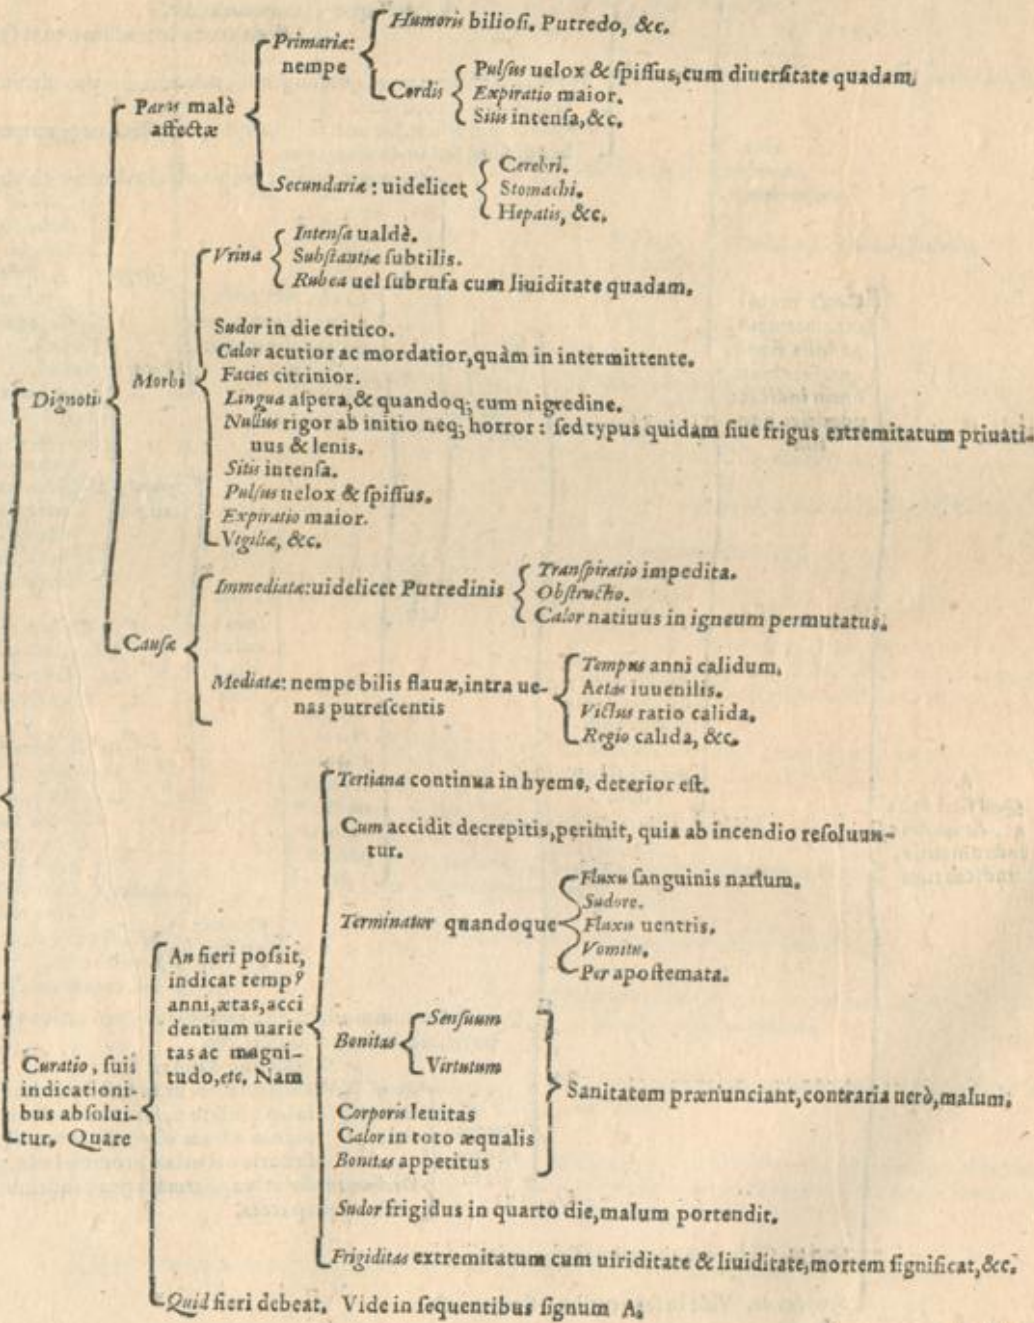 Humoris bilioſi. Putredo, &c.
Primariæ:
nempe
Cordis
Pulſus uelox & ſpiſſus, cum diuerſitate quadam.
Expiratio maior.
Sitis intenſa, &c.
Partis malè
affectæ
Secundariæ: uidelicet
Cerebri.
Stomachi.
Hepatis, &c.
Vrina
Intenſa ualdè.
Subſtantiæ ſubtilis.
Rubea uel ſubrufa cum liuiditate quadam.
Sudor in die critico.
Calor acutior ac mordatior, quàm in intermittente.
Dignotio
Morbi
Facies citrinior.
Lingua aſpera, & quandoq; cum nigredine.
Nullus rigor ab initio neq; horror: ſed typus quidam ſiue frigus extremitatum priuati-
uus & lenis.
Sitis intenſa.
Pulſus uelox & ſpiſſus.
Expiratio maior.
Vigiliæ, &c.
Immediatæ: uidelicet Putredinis
Tranſpiratio impedita.
Obſtructio.
Calor natiuus in igneum permutatus.
Cauſæ
Mediatæ: nempe bilis flauæ, intra ue-
nas putreſcentis
Tempus anni calidum.
Aetas iuuenilis.
Victus ratio calida.
Regio calida, &c.
Tertiana continua in hyeme, deterior eſt.
Cum accidit decrepitis, perimit, quia ab incendio reſoluun-
tur.
Terminatur quandoque
Fluxu ſanguinis narium.
Sudore.
Fluxu uentris.
Vomitu.
Per apoſtemata.
An fieri poſſit,
indicat tempꝰ
anni, ætas, acci
dentium uarie
tas ac magni-
tudo, etc. Nam
Bonitas
Senſuum
Virtutum
Curatio, ſuis
indicationi-
bus abſolui-
tur. Quare
Sanitatem prænunciant, contraria uerò, malum.
Corporis leuitas
Calor in toto æqualis
Bonitas appetitus
Sudor frigidus in quarto die, malum portendit.
Frigiditas extremitatum cum uiriditate & liuiditate, mortem ſignificat, &c.
Quid fieri debeat. Vide in ſequentibus ſignum A.